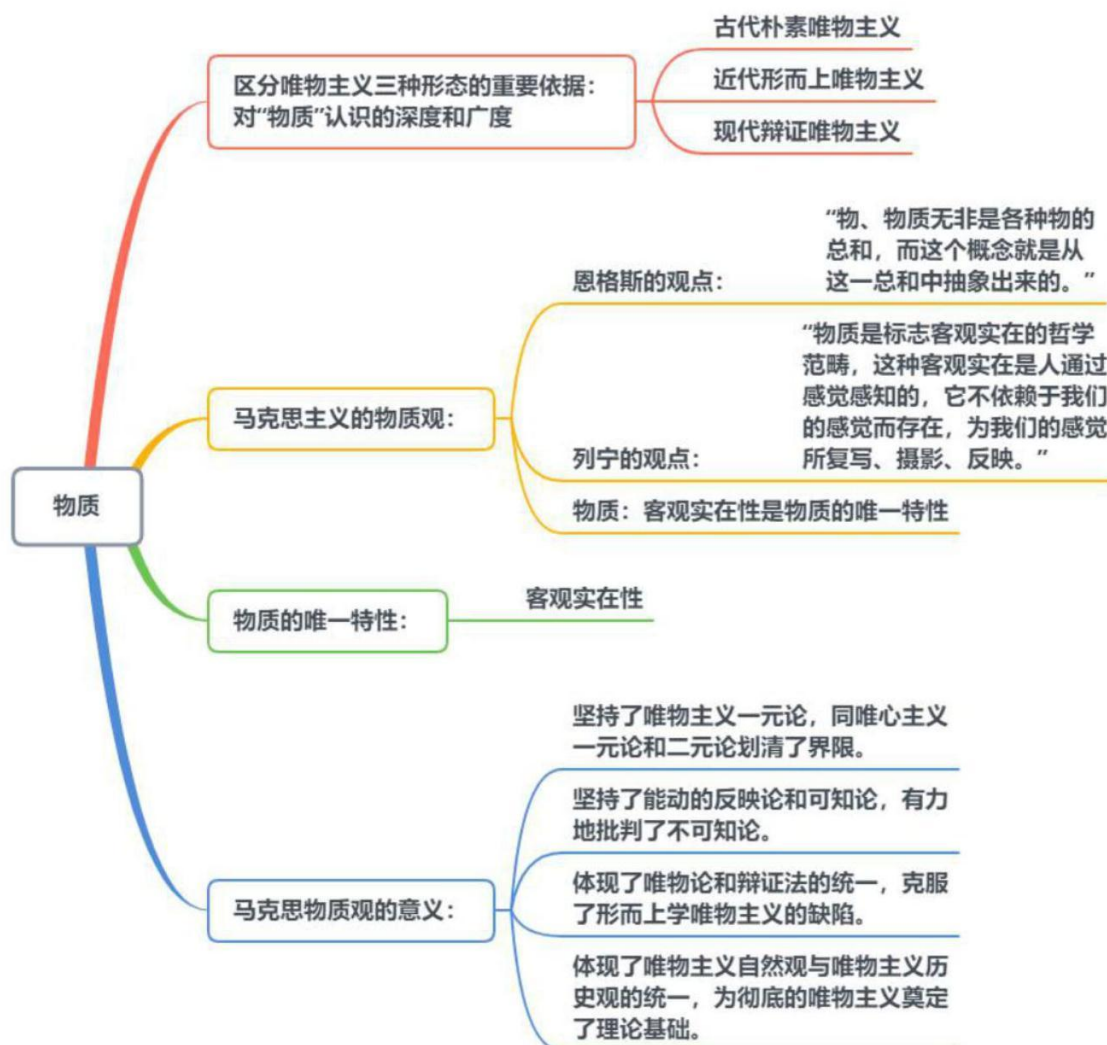 物质
区分唯物主义三种形态的重要依据：
对“物质”认识的深度和广度
古代朴素唯物主义
近代形而上唯物主义
现代辩证唯物主义
马克思主义的物质观：
恩格斯的观点：
“物、物质无非是各种物的
总和，而这个概念就是从
这一总和中抽象出来的。”
列宁的观点：
“物质是标志客观实在的哲学
范畴，这种客观实在是人通过
感觉感知的，它不依赖于我们
的感觉而存在，为我们的感觉
所复写、摄影、反映。”
物质：客观实在性是物质的唯一特性
物质的唯一特性：
客观实在性
马克思物质观的意义：
坚持了唯物主义一元论，同唯心主义
一元论和二元论划清了界限。
坚持了能动的反映论和可知论，有力
地批判了不可知论。
体现了唯物论和辩证法的统一，克服
了形而上学唯物主义的缺陷。
体现了唯物主义自然观与唯物主义历
史观的统一，为彻底的唯物主义奠定
了理论基础。